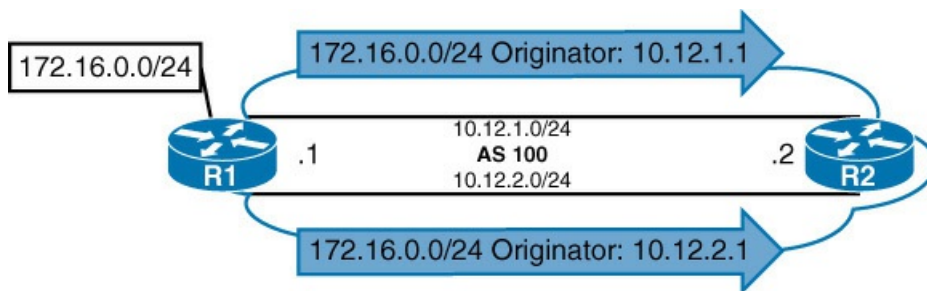 172.16.0.0/24 Originator: 10.12.1.1
172.16.0.0/24
10.12.1.0/24
.1
AS 100
.2
R1
10.12.2.0/24
R2
172.16.0.0/24 Originator: 10.12.2.1